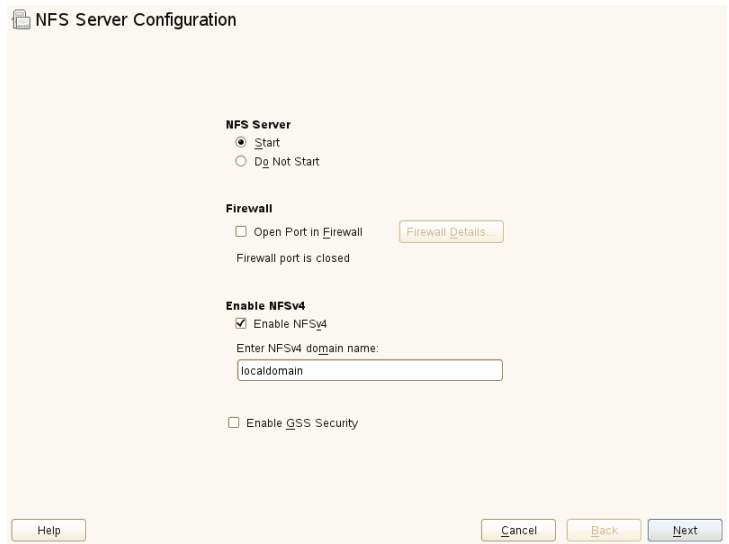 NFS Server Configuration
NFS Server
Start
Do Not Start
Firewall
Open Port in Firewall
Firewall Details...
Firewall port is closed
Enable NFSv4
Enable NFSv4
Enter NFSv4 domain name:
localdomain
Enable GSS Security
Help
Cancel
Back
Next